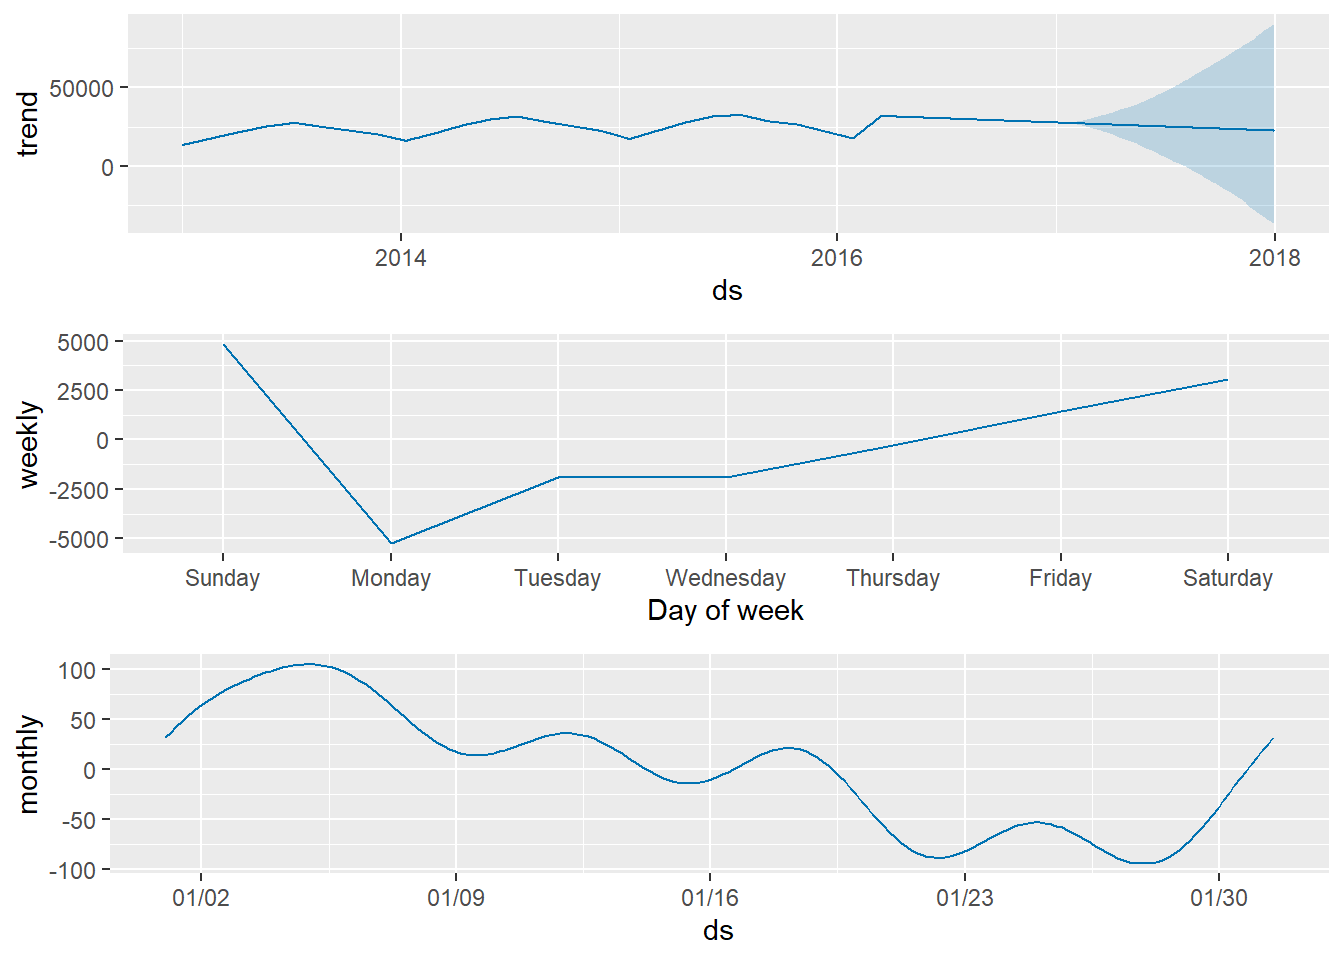 trend
50000
0
2014 2016 2018
ds
weekly
5000
2500
0
-2500
-5000
Sunday Monday Tuesday Wednesday Thursday Friday Saturday
Day of week
monthly
100
50
0
-50
-100
01/02 01/09 01/16 01/23 01/30
ds